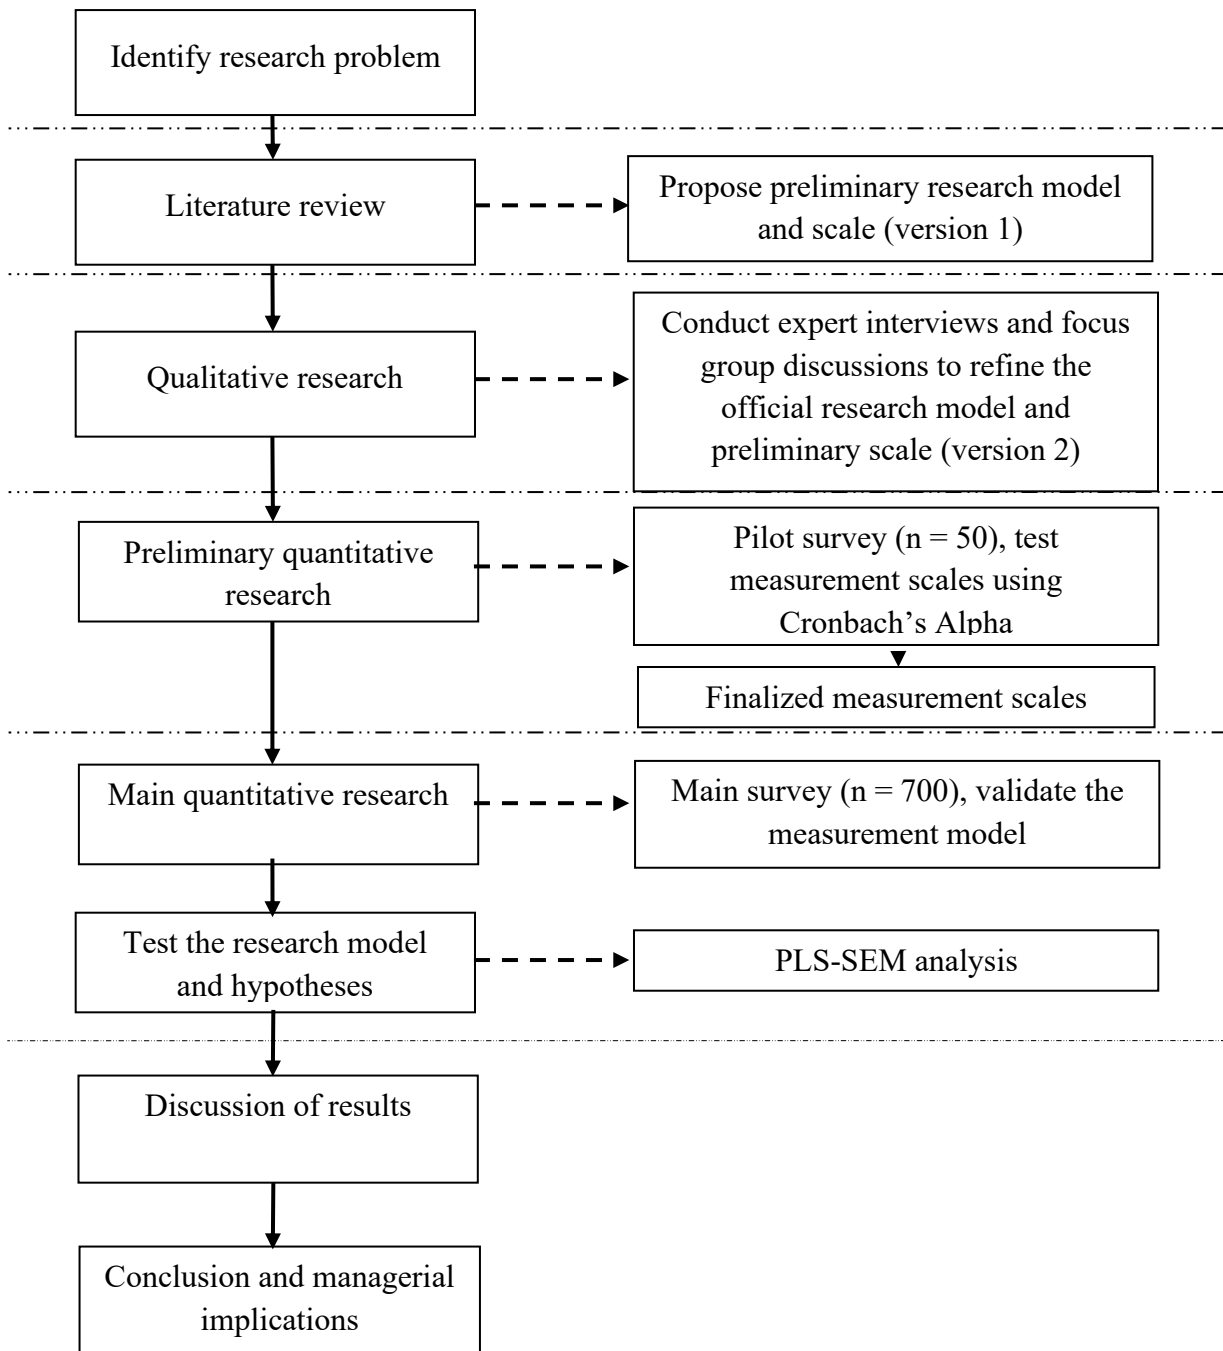 Identify research problem
Literature review
Propose preliminary research model
and scale (version 1)
Qualitative research
Conduct expert interviews and focus
group discussions to refine the
official research model and
preliminary scale (version 2)
Preliminary quantitative
research
Pilot survey (n = 50), test
measurement scales using
Cronbach’s Alpha
Finalized measurement scales
Main quantitative research
Main survey (n = 700), validate the
measurement model
Test the research model
and hypotheses
PLS-SEM analysis
Discussion of results
Conclusion and managerial
implications